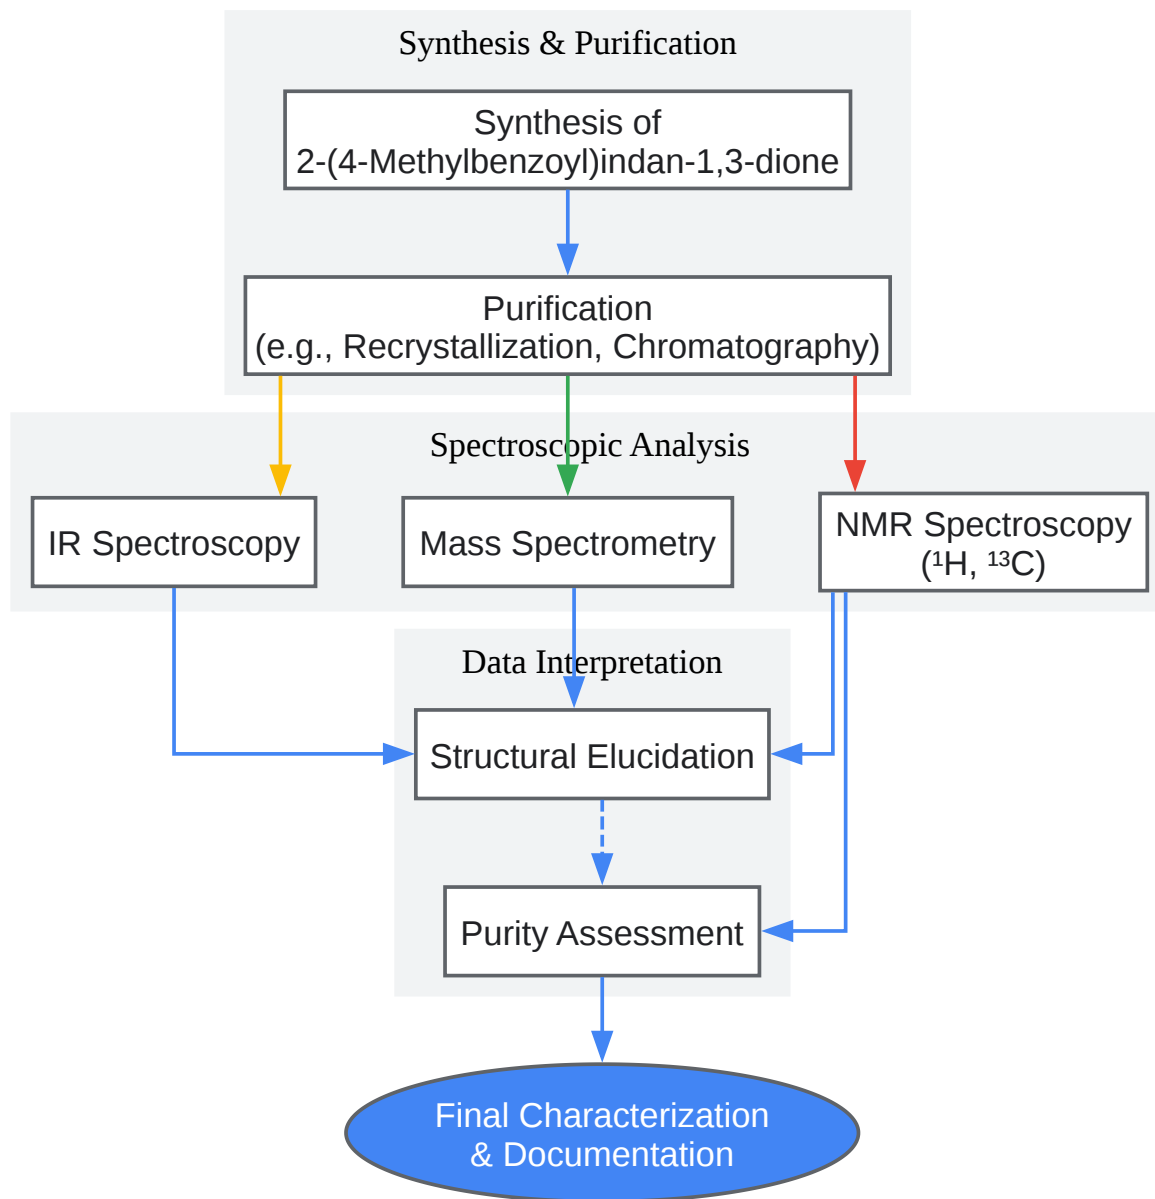 Synthesis & Purification
Synthesis of
2-(4-Methylbenzoyl)indan-1,3-dione
Purification
(e.g., Recrystallization, Chromatography)
Spectroscopic Analysis
IR Spectroscopy
Mass Spectrometry
NMR Spectroscopy
(¹H, ¹³C)
Data Interpretation
Structural Elucidation
Purity Assessment
Final Characterization
& Documentation